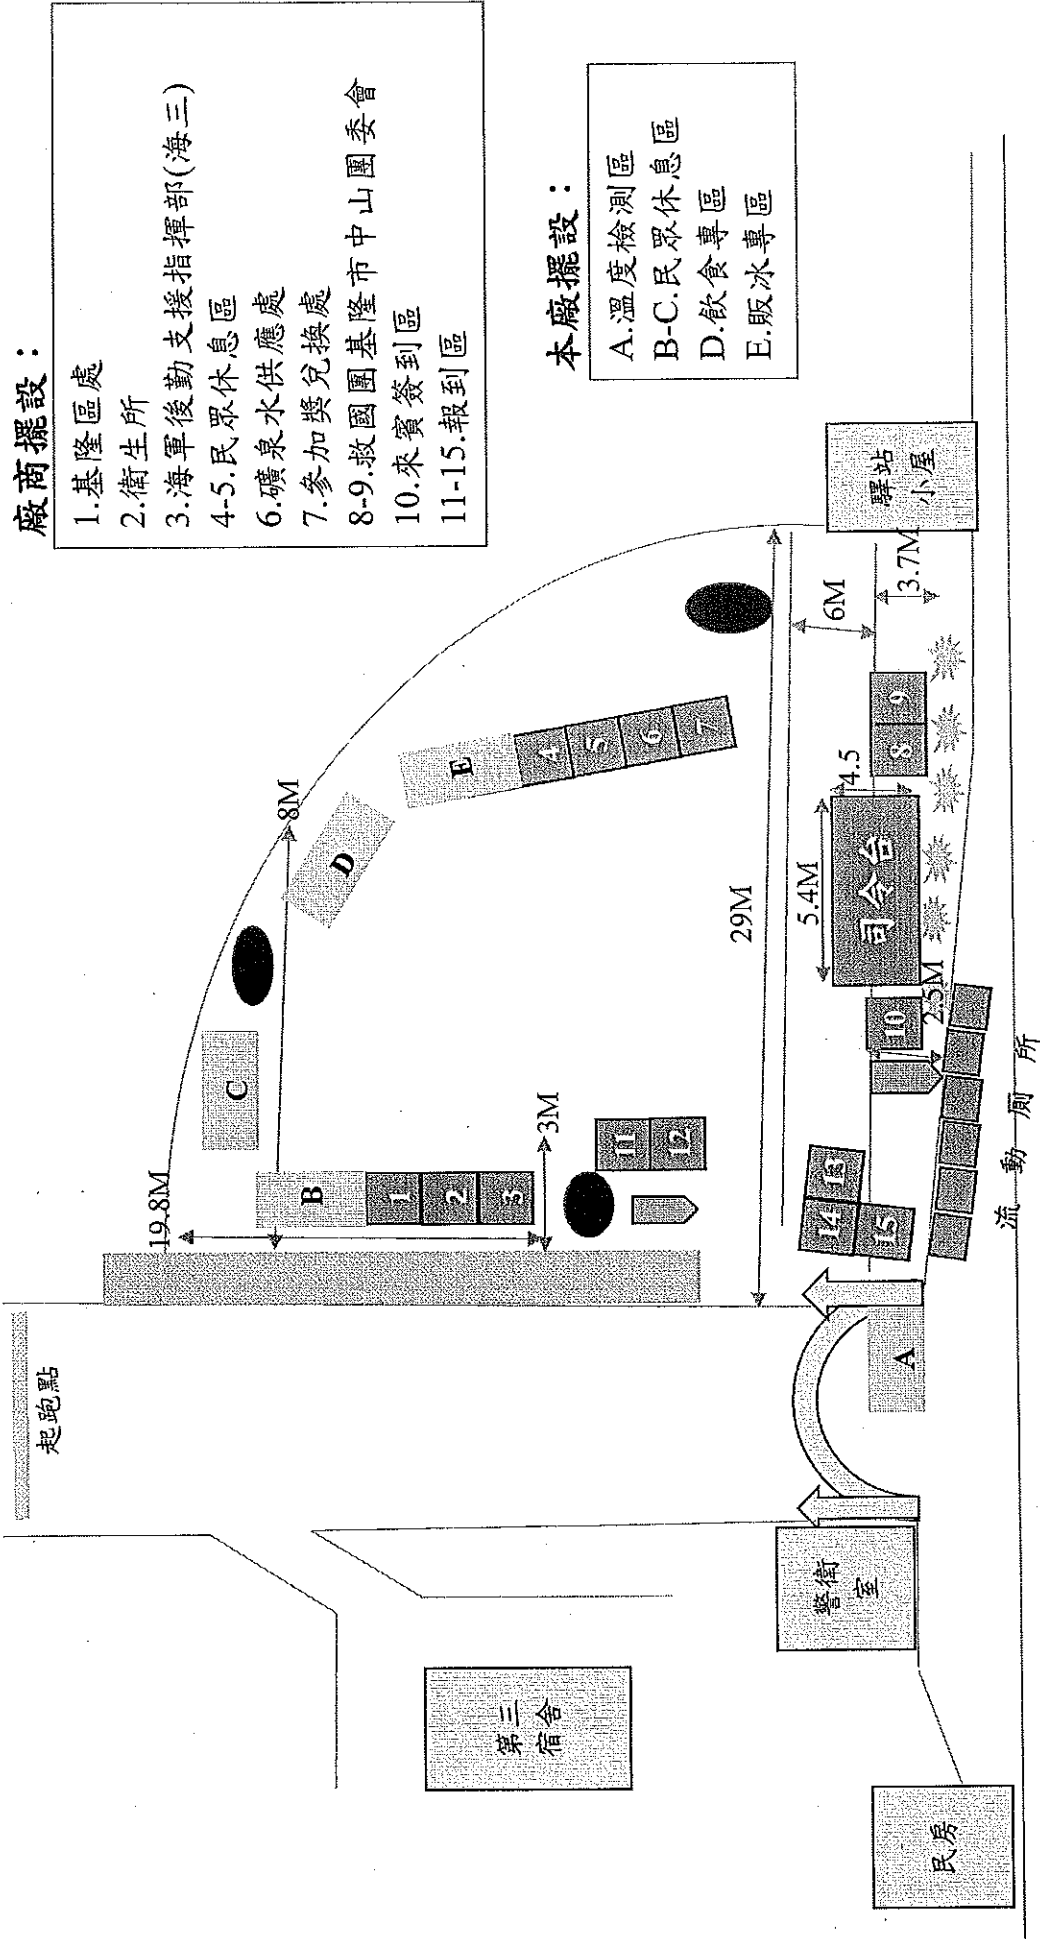 廠商擺設：
1.基隆區處
2.衛生所
3.海軍後勤支援指揮部(海三)
4-5.民眾休息區
6.礦泉水供應處
7.參加獎兌換處
8-9.救國團基隆市中山團委會
10.來賓簽到區
11-15.報到區
本廠擺設：
A.溫度檢測區
B-C.民眾休息區
D.飲食專區
E.販冰專區
起跑點
19.8M
8M
C
D
B
1
2
3
E
4
5
6
7
3M
11
12
29M
6M
3.7M
驛站
小屋
第三
宿舍
警衛
室
民房
A
13
14
15
10
2.5M
5.4M
4.5
司令台
8
9
流動廁所